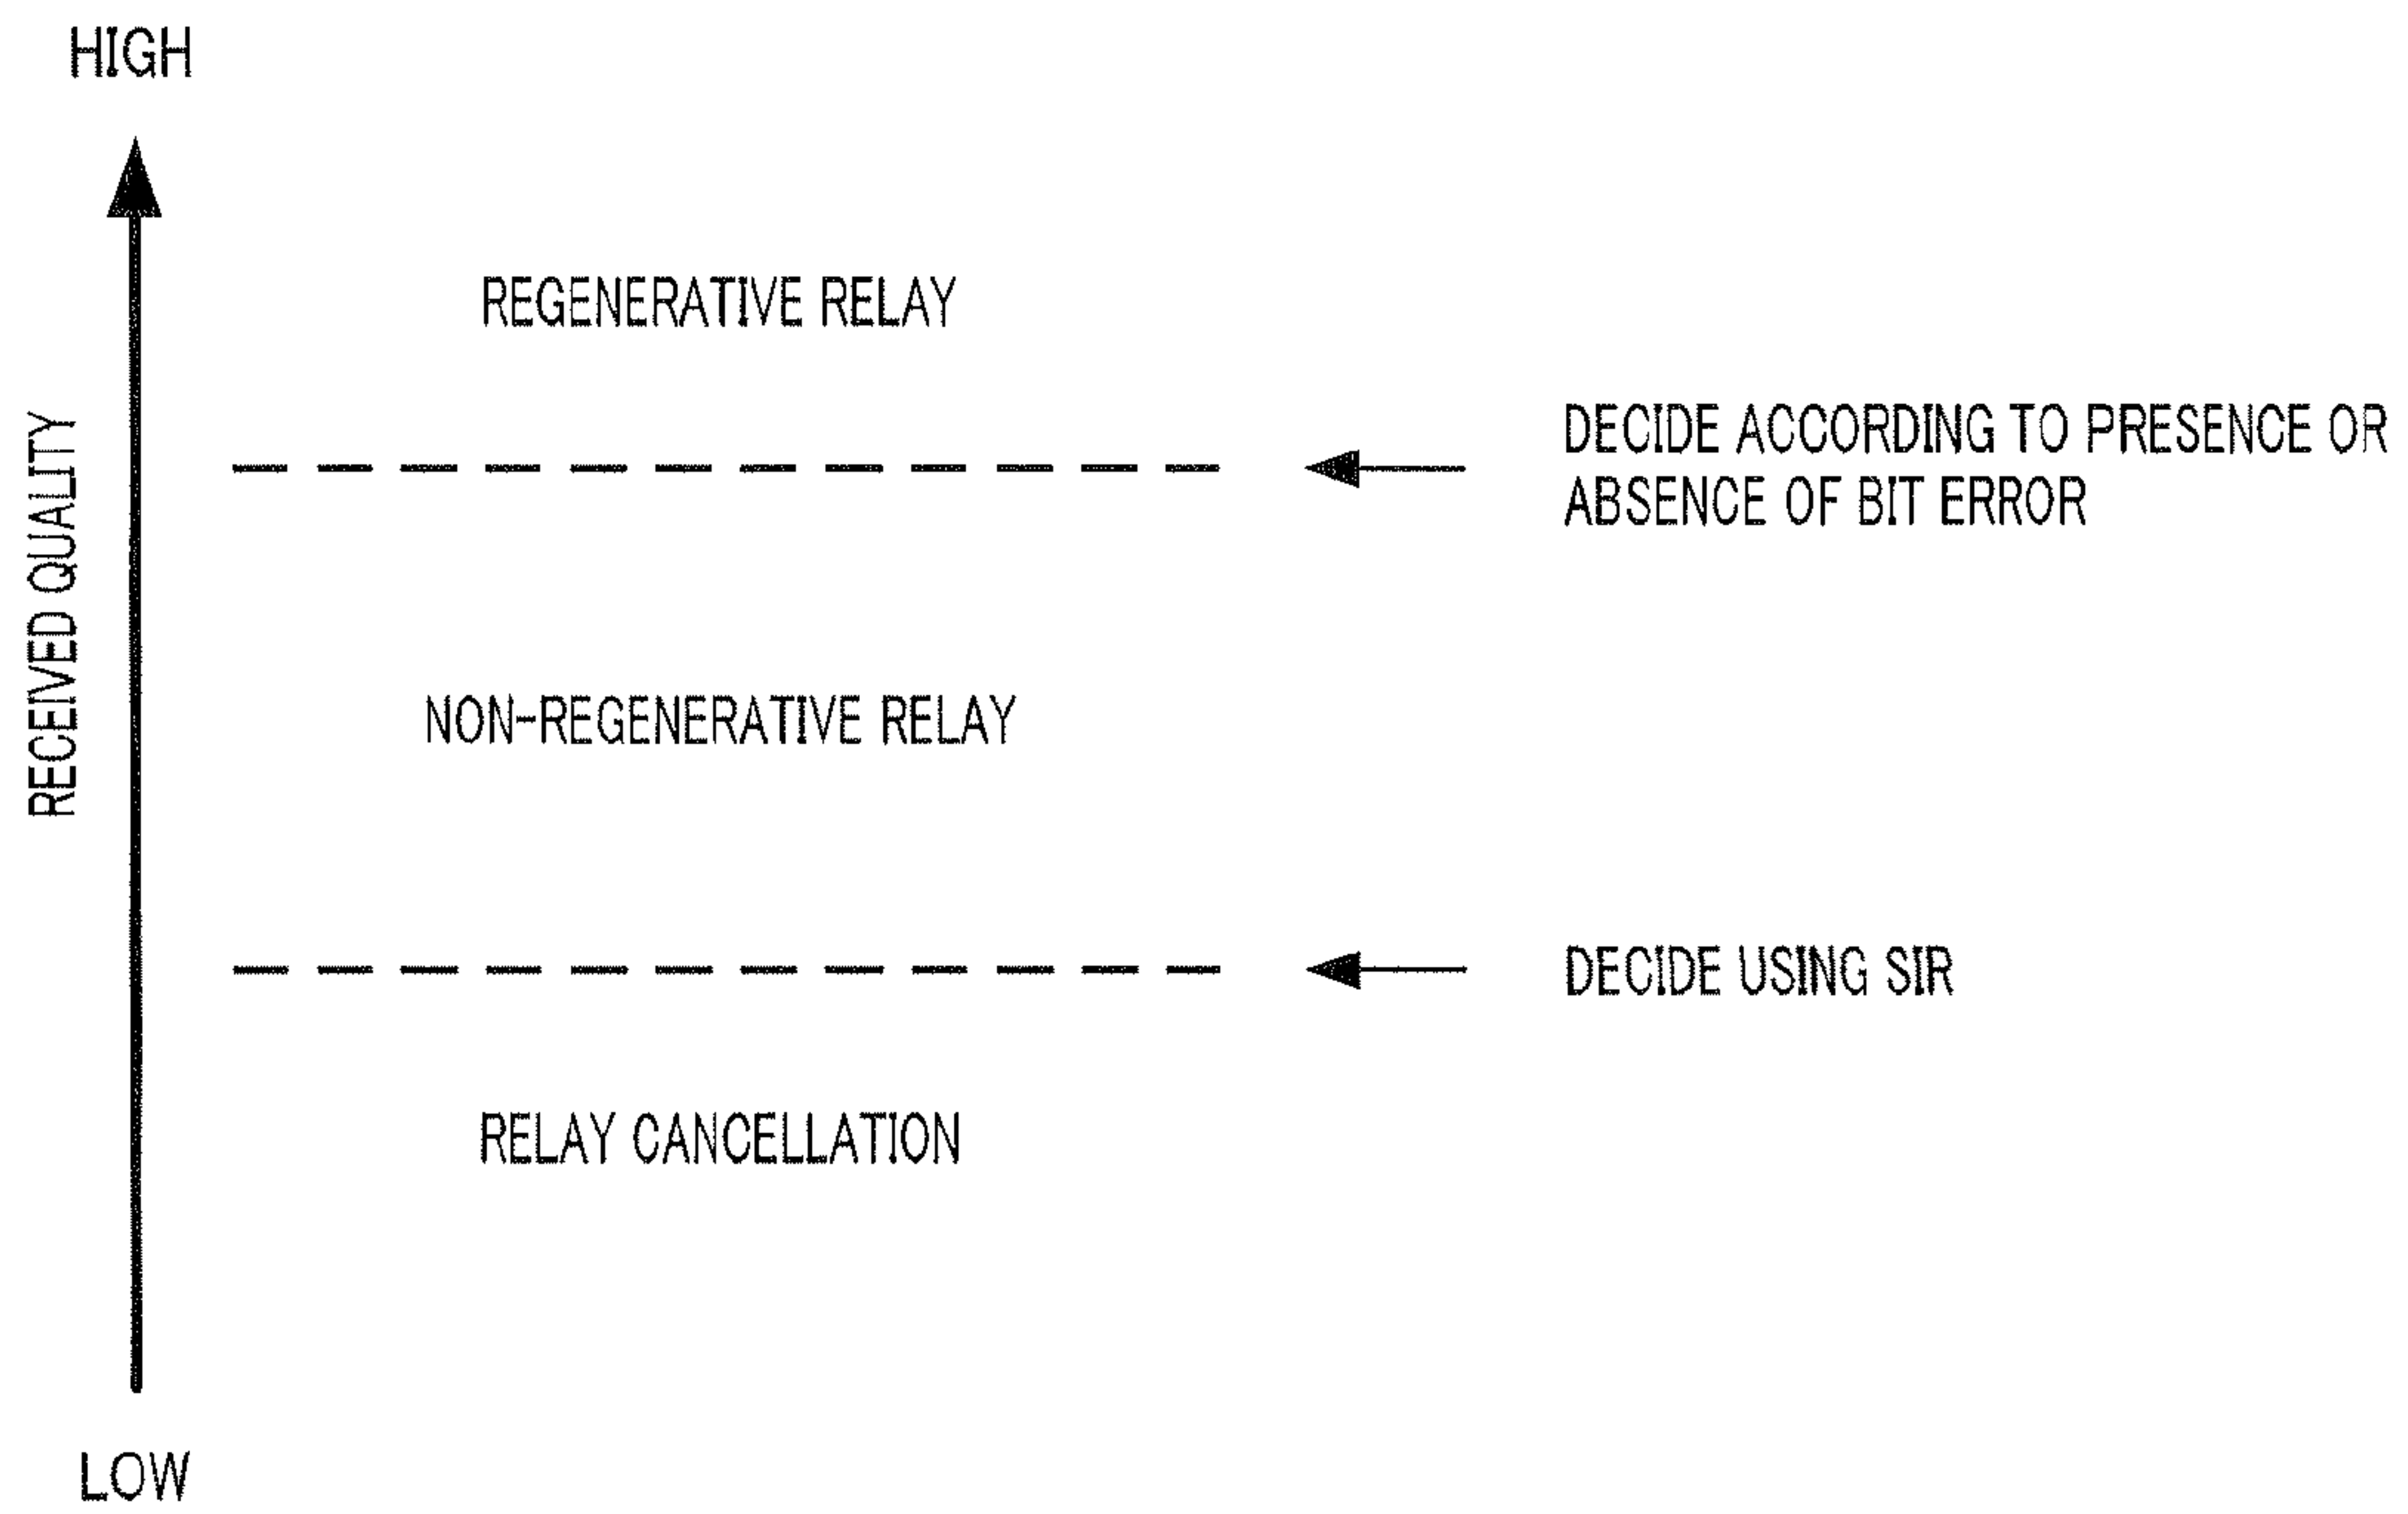 HIGH
RECEIVED QUALITY
REGENERATIVE RELAY
DECIDE ACCORDING TO PRESENCE OR
ABSENCE OF BIT ERROR
NON-REGENERATIVE RELAY
DECIDE USING SIR
RELAY CANCELLATION
LOW